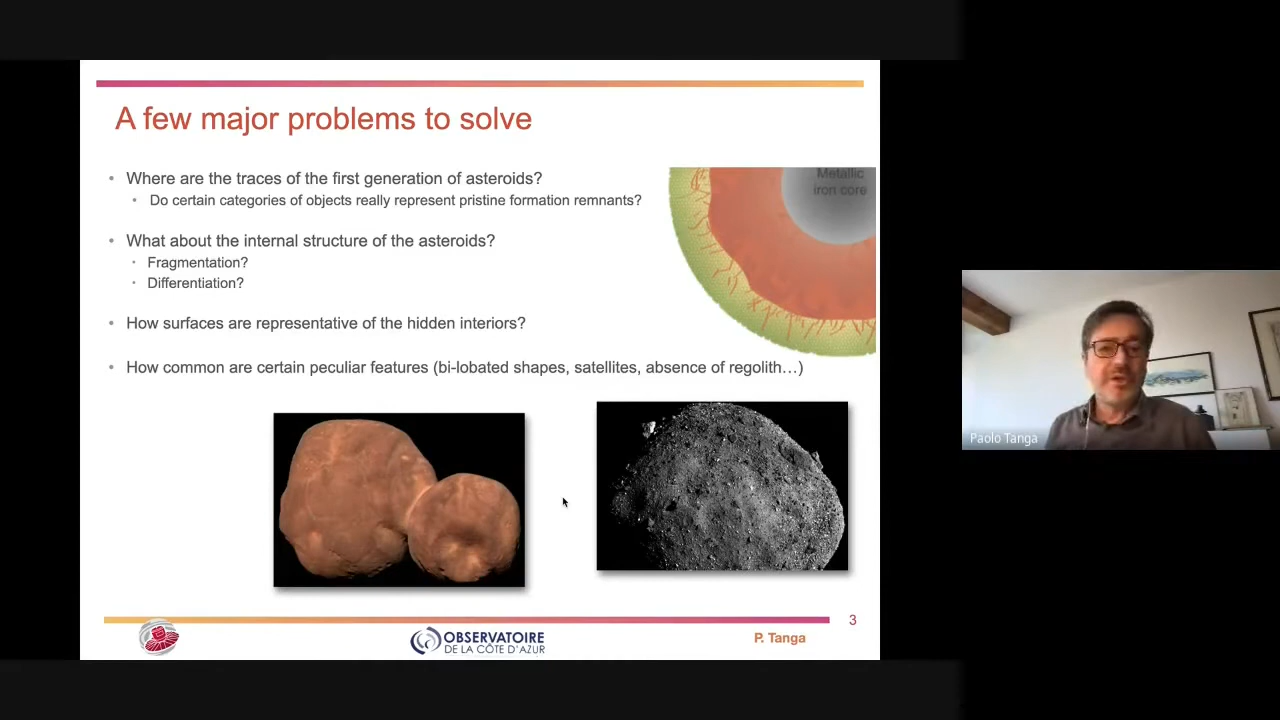 A few major problems to solve
• Where are the traces of the first generation of asteroids?
• Do certain categories of objects really represent pristine formation remnants?
• What about the internal structure of the asteroids?
• Fragmentation?
• Differentiation?
• How surfaces are representative of the hidden interiors?
• How common are certain peculiar features (bi-lobated shapes, satellites, absence of regolith…)
Metallic
iron core
3
OBSERVATOIRE
DE LA CÔTE D'AZUR
P. Tanga
Paolo Tanga